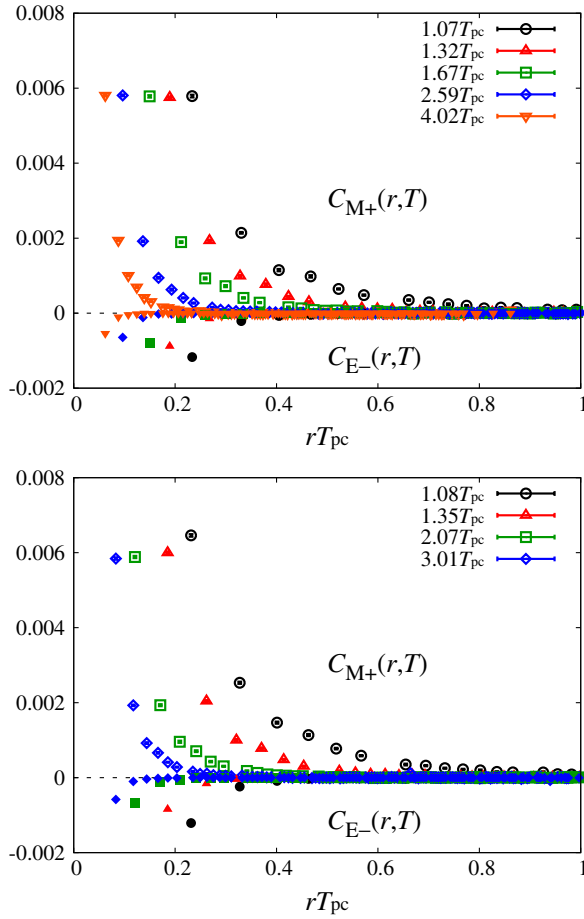 0.008
0.006
0.004
0.002
0
-0.002
1.07Tpc
1.32Tpc
1.67Tpc
2.59Tpc
4.02Tpc
CM+(r,T)
CE−(r,T)
0 0.2 0.4 0.6 0.8 1
rTpc
0.008
0.006
0.004
0.002
0
-0.002
1.08Tpc
1.35Tpc
2.07Tpc
3.01Tpc
CM+(r,T)
CE−(r,T)
0 0.2 0.4 0.6 0.8 1
rTpc